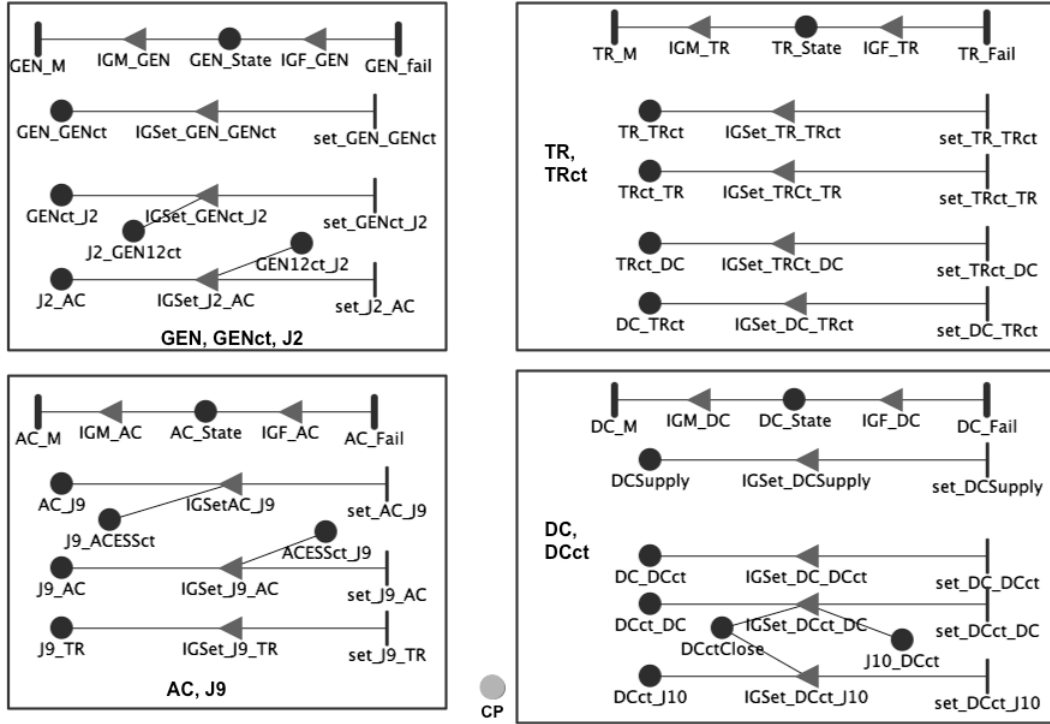 GEN_M IGM_GEN GEN_State IGF_GEN GEN_fail
GEN_GENct IGSet_GEN_GENct set_GEN_GENct
GENct_J2 IGSet_GENct_J2 set_GENct_J2
J2_GEN12ct GEN12ct_J2
J2_AC IGSet_J2_AC set_J2_AC
GEN, GENct, J2
TR_M IGM_TR TR_State IGF_TR TR_Fail
TR_TRct IGSet_TR_TRct set_TR_TRct
TR,
TRct
TRct_TR IGSet_TRCt_TR set_TRct_TR
TRct_DC IGSet_TRCt_DC set_TRct_DC
DC_TRct IGSet_DC_TRct set_DC_TRct
AC_M IGM_AC AC_State IGF_AC AC_Fail
AC_J9 IGSetAC_J9 set_AC_J9
J9_ACESSct ACESSct_J9
J9_AC IGSet_J9_AC set_J9_AC
J9_TR IGSet_J9_TR set_J9_TR
AC, J9
CP
DC_M IGM_DC DC_State IGF_DC DC_Fail
DCSupply IGSet_DCSupply set_DCSupply
DC,
DCct
DC_DCct IGSet_DC_DCct set_DC_DCct
DCct_DC IGSet_DCct_DC set_DCct_DC
DCctClose J10_DCct
DCct_J10 IGSet_DCct_J10 set_DCct_J10